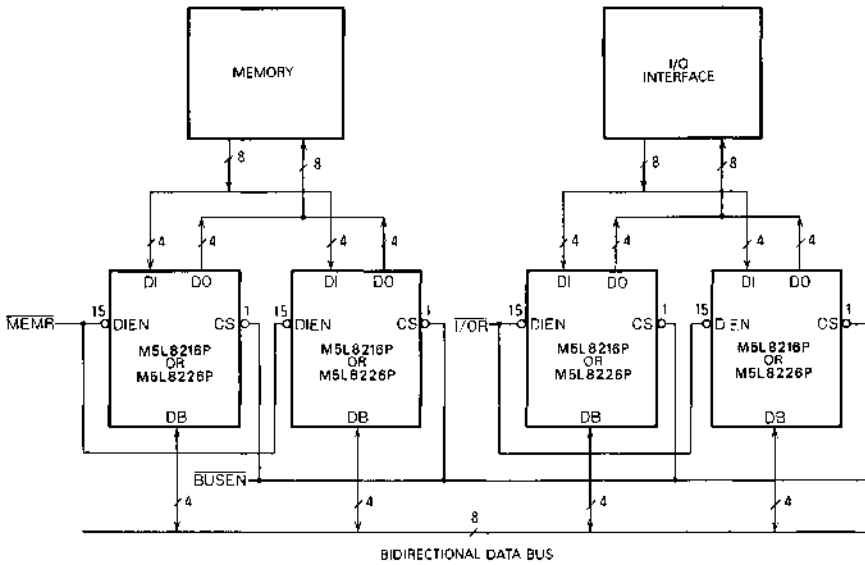 MEMORY
I/O
INTERFACE
8
8
8
8
4
4
4
4
4
4
4
4
DI
DO
DI
DO
DI
DO
DI
DO
MEMR
15
DIEN
CS
1
15
DIEN
CS
1
I/OR
15
DIEN
CS
1
15
DIEN
CS
1
M5L8216P
OR
M5L8226P
M5L8216P
OR
M5L8226P
M5L8216P
OR
M5L8226P
M5L8216P
OR
M5L8226P
DB
DB
DB
DB
BUSEN
4
4
4
4
8
BIDIRECTIONAL DATA BUS